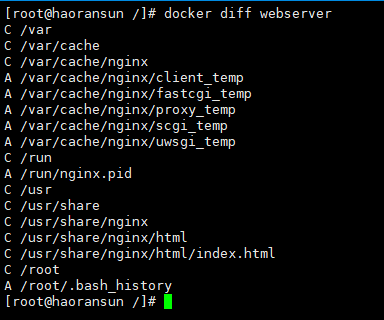 [root@haoransun /]# docker diff webserver
C /var
C /var/cache
C /var/cache/nginx
A /var/cache/nginx/client_temp
A /var/cache/nginx/fastcgi_temp
A /var/cache/nginx/proxy_temp
A /var/cache/nginx/scgi_temp
A /var/cache/nginx/uwsgi_temp
C /run
A /run/nginx.pid
C /usr
C /usr/share
C /usr/share/nginx
C /usr/share/nginx/html
C /usr/share/nginx/html/index.html
C /root
A /root/.bash_history
[root@haoransun /]#